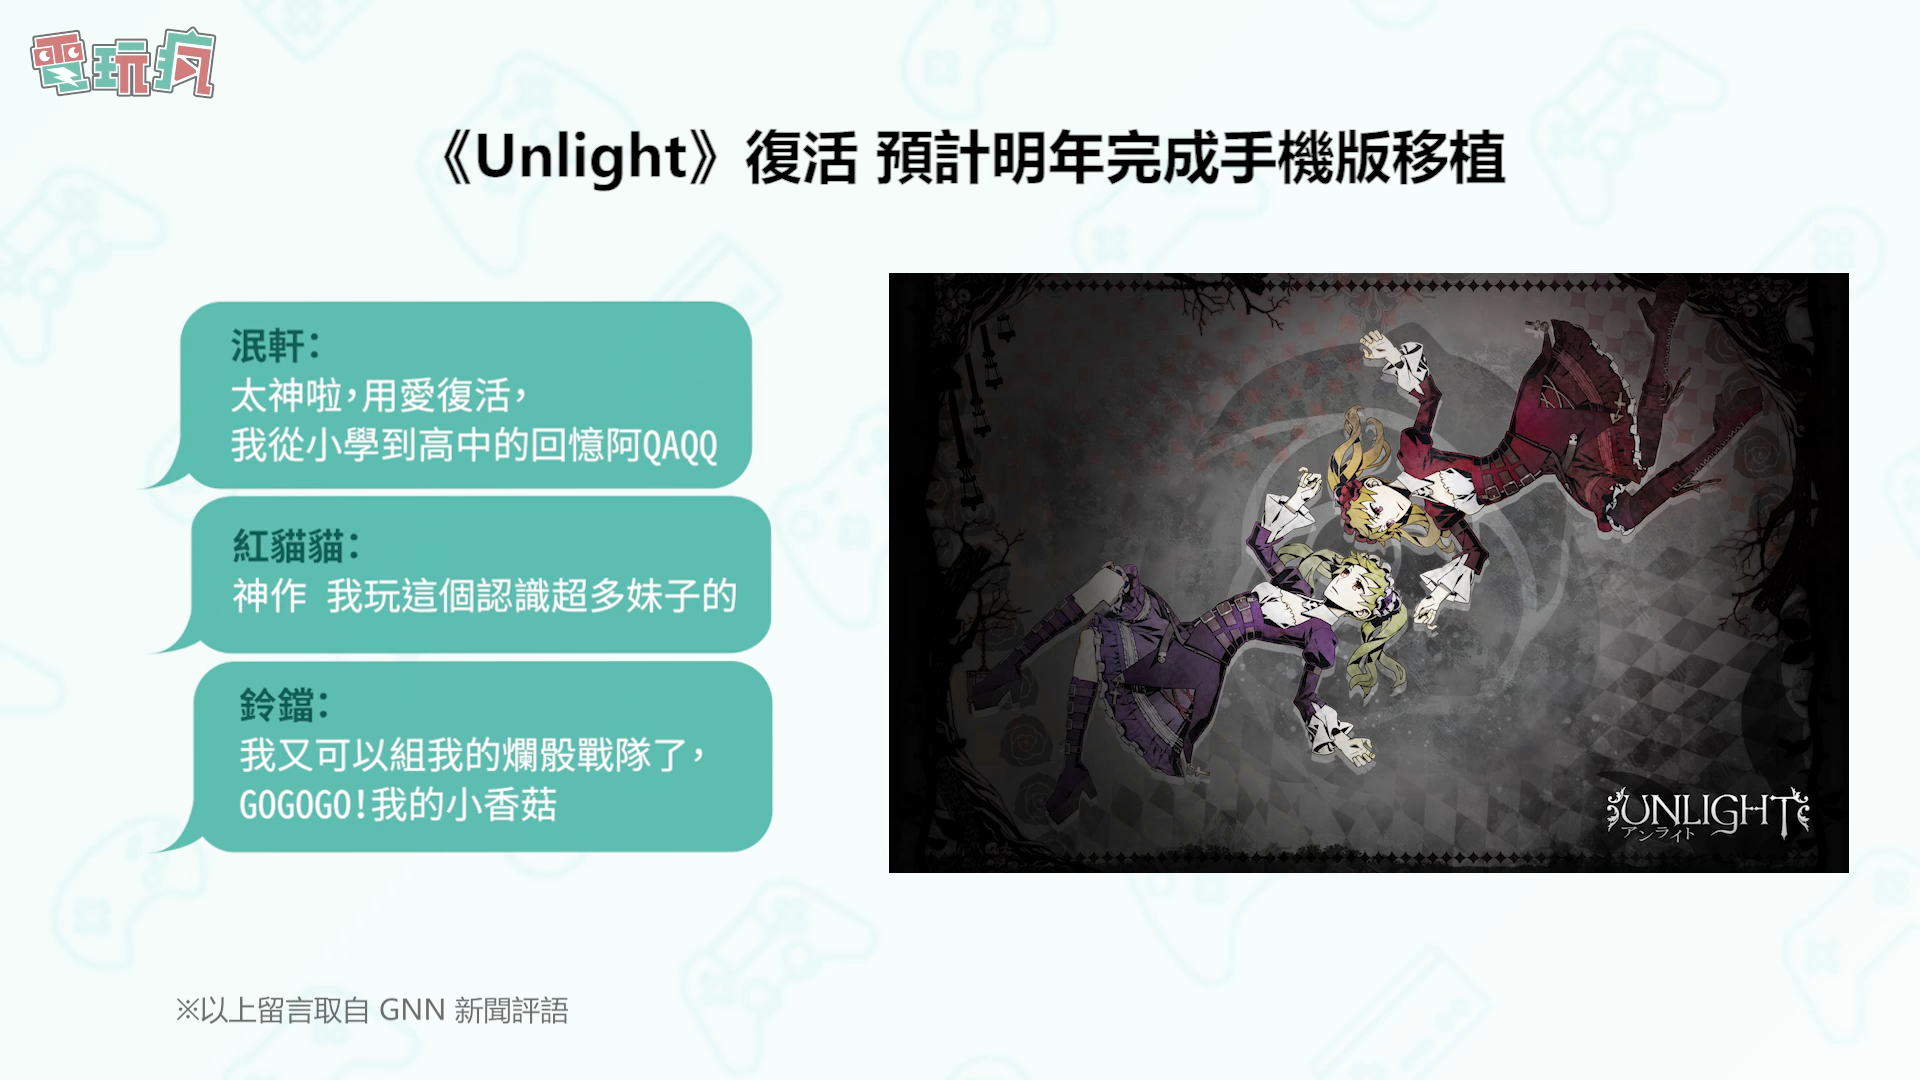 電玩瘋
《Unlight》復活 預計明年完成手機版移植
泯軒：
太神啦，用愛復活，
我從小學到高中的回憶阿QAQQ
紅貓貓：
神作 我玩這個認識超多妹子的
鈴鐺：
我又可以組我的爛骰戰隊了，
GOGOGO！我的小香菇
UNLIGHT
アンライト
※以上留言取自 GNN 新聞評語